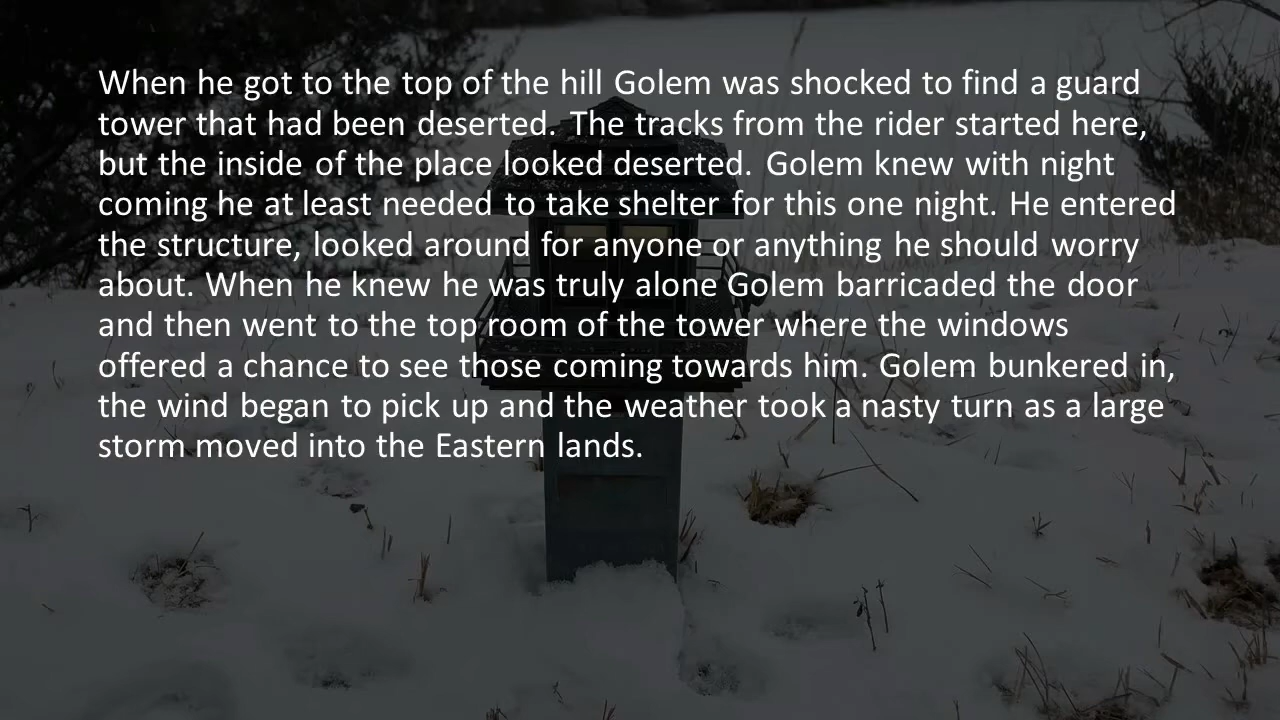 When he got to the top of the hill Golem was shocked to find a guard
tower that had been deserted. The tracks from the rider started here,
but the inside of the place looked deserted. Golem knew with night
coming he at least needed to take shelter for this one night. He entered
the structure, looked around for anyone or anything he should worry
about. When he knew he was truly alone Golem barricaded the door
and then went to the top room of the tower where the windows
offered a chance to see those coming towards him. Golem bunkered in,
the wind began to pick up and the weather took a nasty turn as a large
storm moved into the Eastern lands.